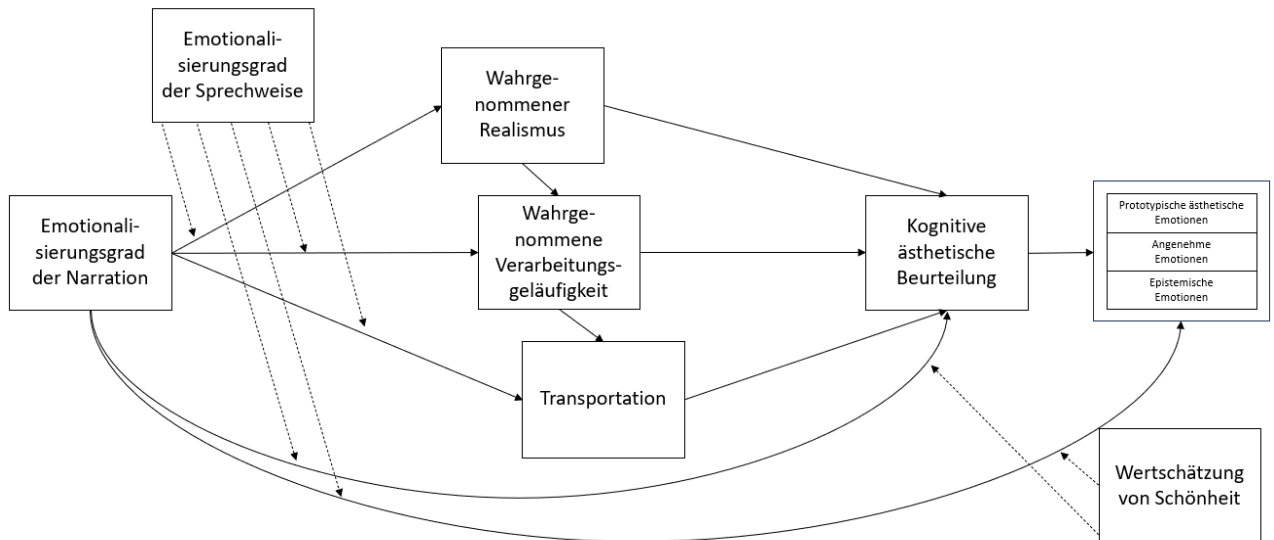 Emotionali-
sierungsgrad
der Sprechweise
Wahrge-
nommener
Realismus
Emotionali-
sierungsgrad
der Narration
Wahrge-
nommene
Verarbeitungs-
geläufigkeit
Kognitive
ästhetische
Beurteilung
Prototypische ästhetische
Emotionen
Angenehme
Emotionen
Epistemische
Emotionen
Transportation
Wertschätzung
von Schönheit